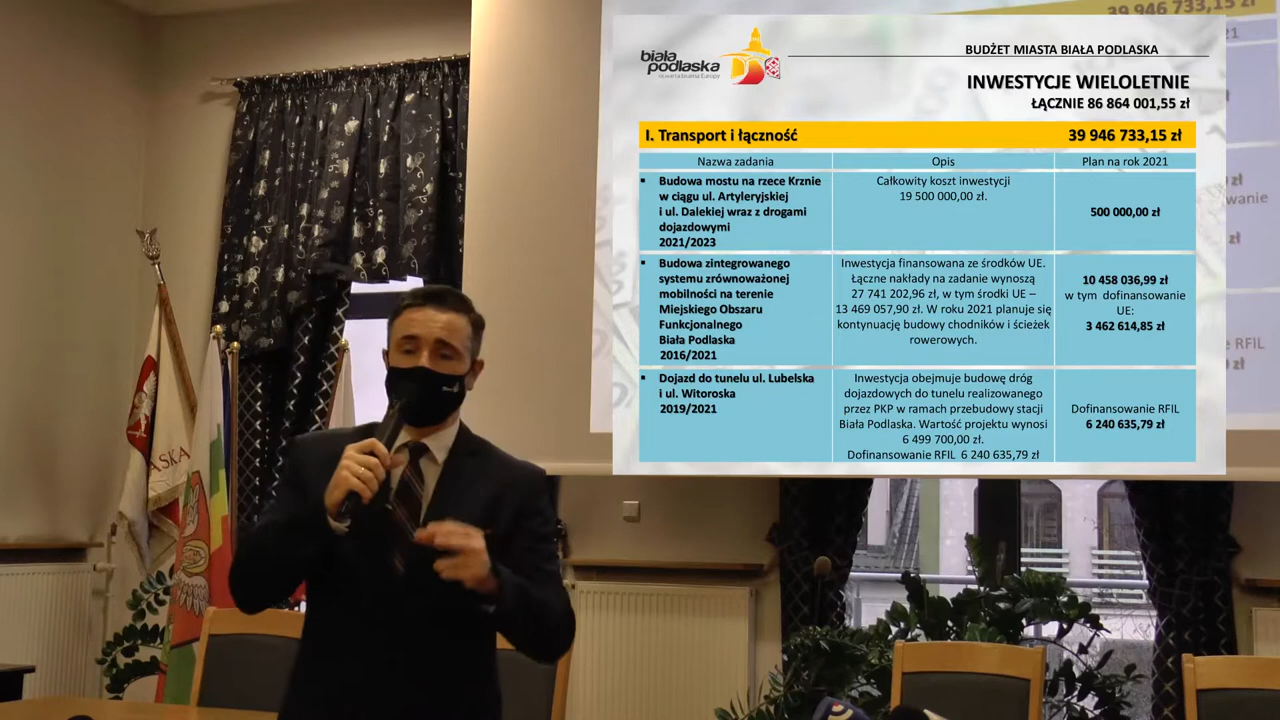 39 946 733,15 zł
biała
podlaska
BUDŻET MIASTA BIAŁA PODLASKA
INWESTYCJE WIELOLETNIE
ŁĄCZNIE 86 864 001,55 zł
I. Transport i łączność 39 946 733,15 zł
Nazwa zadania Opis Plan na rok 2021
Budowa mostu na rzece Krznie
w ciągu ul. Artyleryjskiej
i ul. Dalekiej wraz z drogami
dojazdowymi
2021/2023
Całkowity koszt inwestycji
19 500 000,00 zł.
500 000,00 zł
Budowa zintegrowanego
systemu zrównoważonej
mobilności na terenie
Miejskiego Obszaru
Funkcjonalnego
Biała Podlaska
2016/2021
Inwestycja finansowana ze środków UE.
Łączne nakłady na zadanie wynoszą
27 741 202,96 zł, w tym środki UE –
13 469 057,90 zł. W roku 2021 planuje się
kontynuację budowy chodników i ścieżek
rowerowych.
10 458 036,99 zł
w tym dofinansowanie
UE:
3 462 614,85 zł
Dojazd do tunelu ul. Lubelska
i ul. Witoroska
2019/2021
Inwestycja obejmuje budowę dróg
dojazdowych do tunelu realizowanego
przez PKP w ramach przebudowy stacji
Biała Podlaska. Wartość projektu wynosi
6 499 700,00 zł.
Dofinansowanie RFIL 6 240 635,79 zł
Dofinansowanie RFIL
6 240 635,79 zł
21
zł
wanie
zł
e RFIL
zł
ASKA